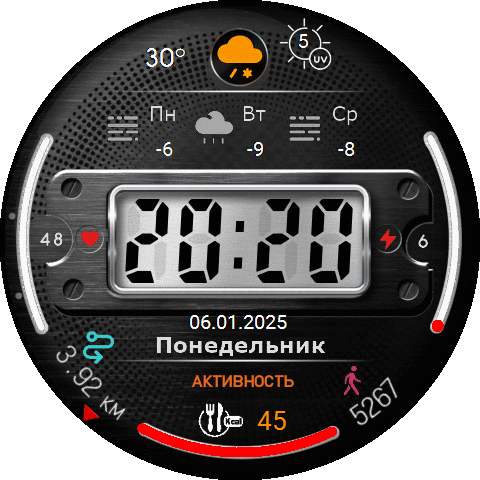 30°
5
UV
Пн
Вт
Ср
-6
-9
-8
48
20:20
6
06.01.2025
Понедельник
АКТИВНОСТЬ
3.92 км
5267
Kcal
45